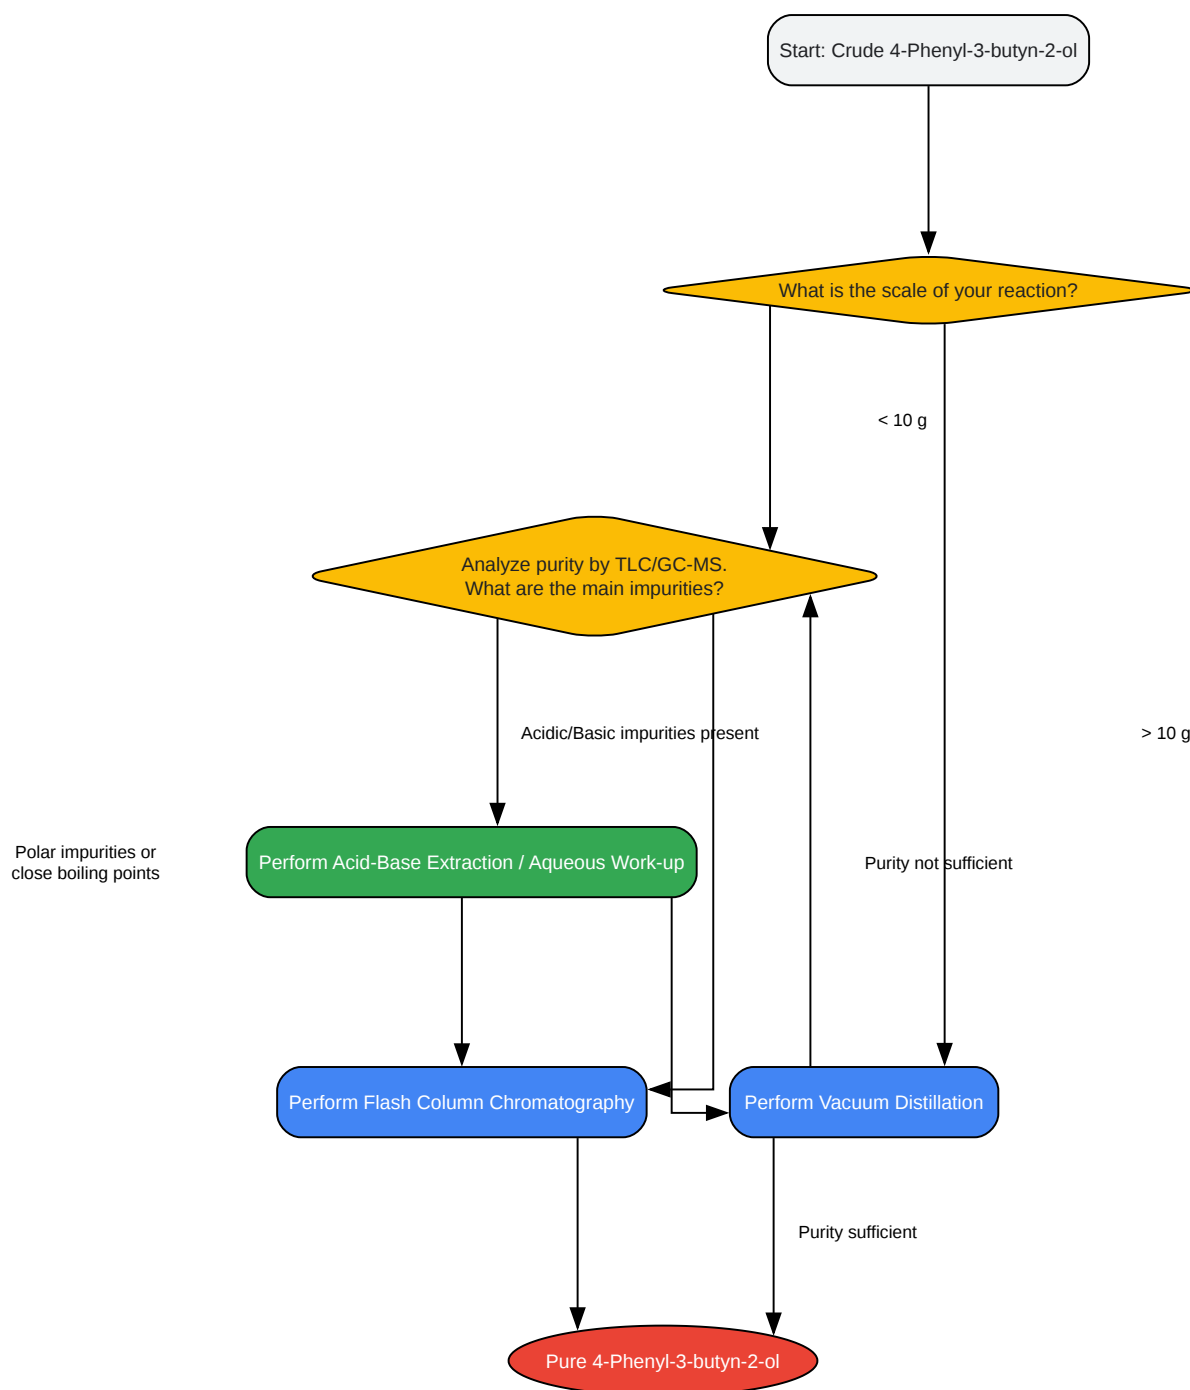 Start: Crude 4-Phenyl-3-butyn-2-ol
What is the scale of your reaction?
< 10 g
Analyze purity by TLC/GC-MS.
What are the main impurities?
Acidic/Basic impurities present
> 10 g
Polar impurities or
close boiling points
Perform Acid-Base Extraction / Aqueous Work-up
Purity not sufficient
Perform Flash Column Chromatography
Perform Vacuum Distillation
Purity sufficient
Pure 4-Phenyl-3-butyn-2-ol